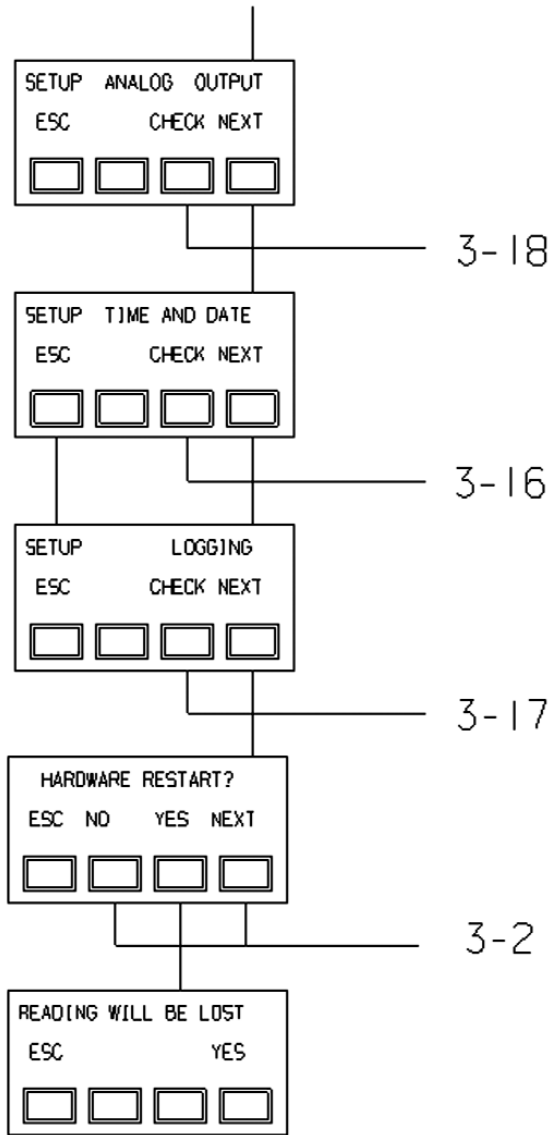 SETUP ANALOG OUTPUT
ESC CHECK NEXT
3-18
SETUP TIME AND DATE
ESC CHECK NEXT
3-16
SETUP LOGGING
ESC CHECK NEXT
3-17
HARDWARE RESTART?
ESC NO YES NEXT
3-2
READING WILL BE LOST
ESC YES